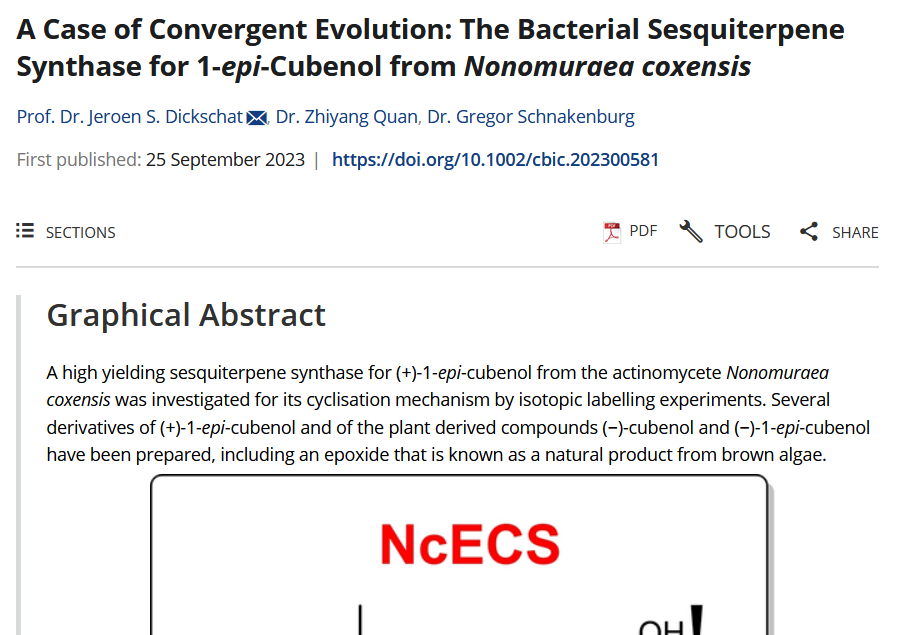 A Case of Convergent Evolution: The Bacterial Sesquiterpene
Synthase for 1-epi-Cubenol from Nonomuraea coxensis
Prof. Dr. Jeroen S. Dickschat, Dr. Zhiyang Quan, Dr. Gregor Schnakenburg
First published: 25 September 2023 | https://doi.org/10.1002/cbic.202300581
SECTIONS PDF TOOLS SHARE
Graphical Abstract
A high yielding sesquiterpene synthase for (+)-1-epi-cubenol from the actinomycete Nonomuraea
coxensis was investigated for its cyclisation mechanism by isotopic labelling experiments. Several
derivatives of (+)-1-epi-cubenol and of the plant derived compounds (−)-cubenol and (−)-1-epi-cubenol
have been prepared, including an epoxide that is known as a natural product from brown algae.
NcECS
OH